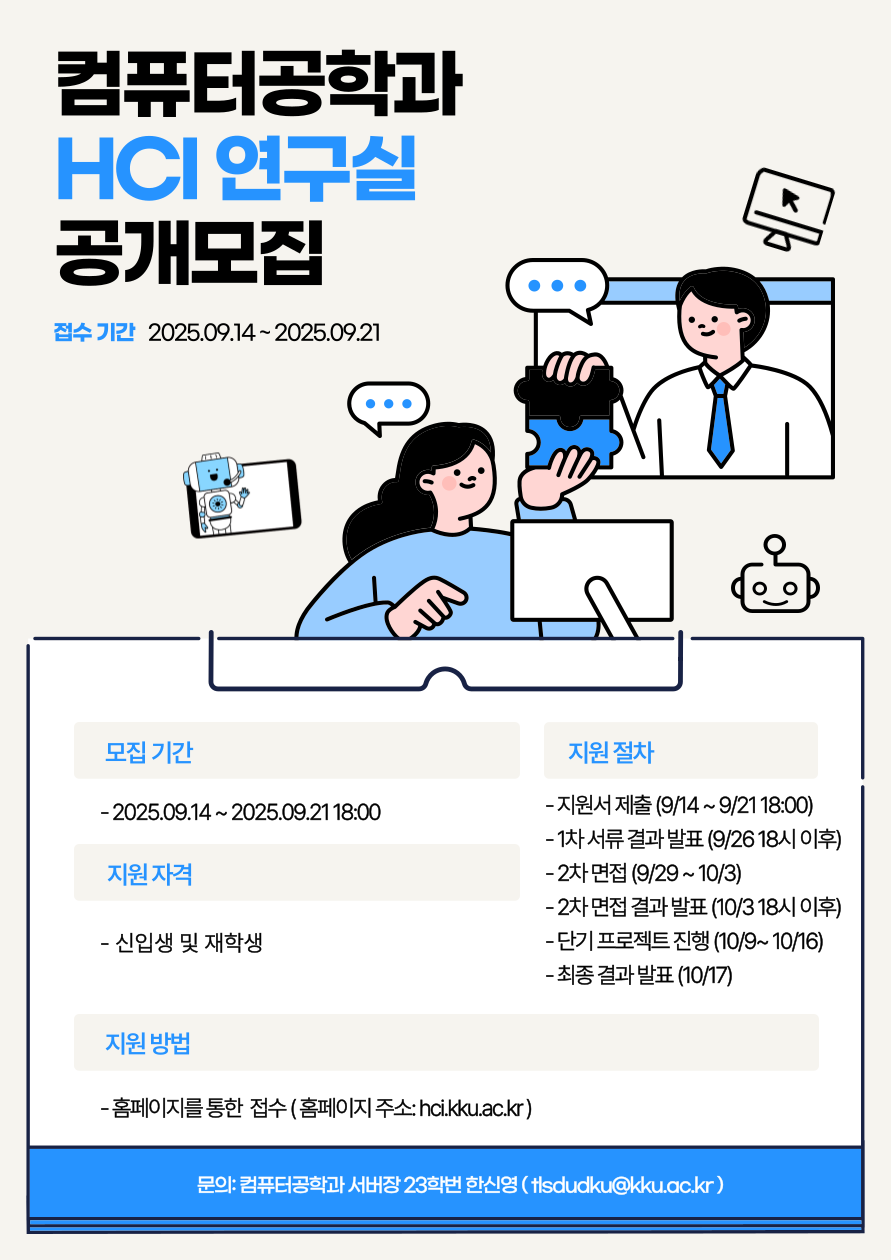 컴퓨터공학과
HCI 연구실
공개모집
접수 기간 2025.09.14 ~ 2025.09.21
모집 기간
- 2025.09.14 ~ 2025.09.21 18:00
지원 자격
- 신입생 및 재학생
지원 절차
- 지원서 제출 (9/14 ~ 9/21 18:00)
- 1차 서류 결과 발표 (9/26 18시 이후)
- 2차 면접 (9/29 ~ 10/3)
- 2차 면접 결과 발표 (10/3 18시 이후)
- 단기 프로젝트 진행 (10/9~ 10/16)
- 최종 결과 발표 (10/17)
지원 방법
- 홈페이지를 통한 접수 ( 홈페이지 주소: hci.kku.ac.kr )
문의: 컴퓨터공학과 서버장 23학번 한신영 ( tlsdudku@kku.ac.kr )